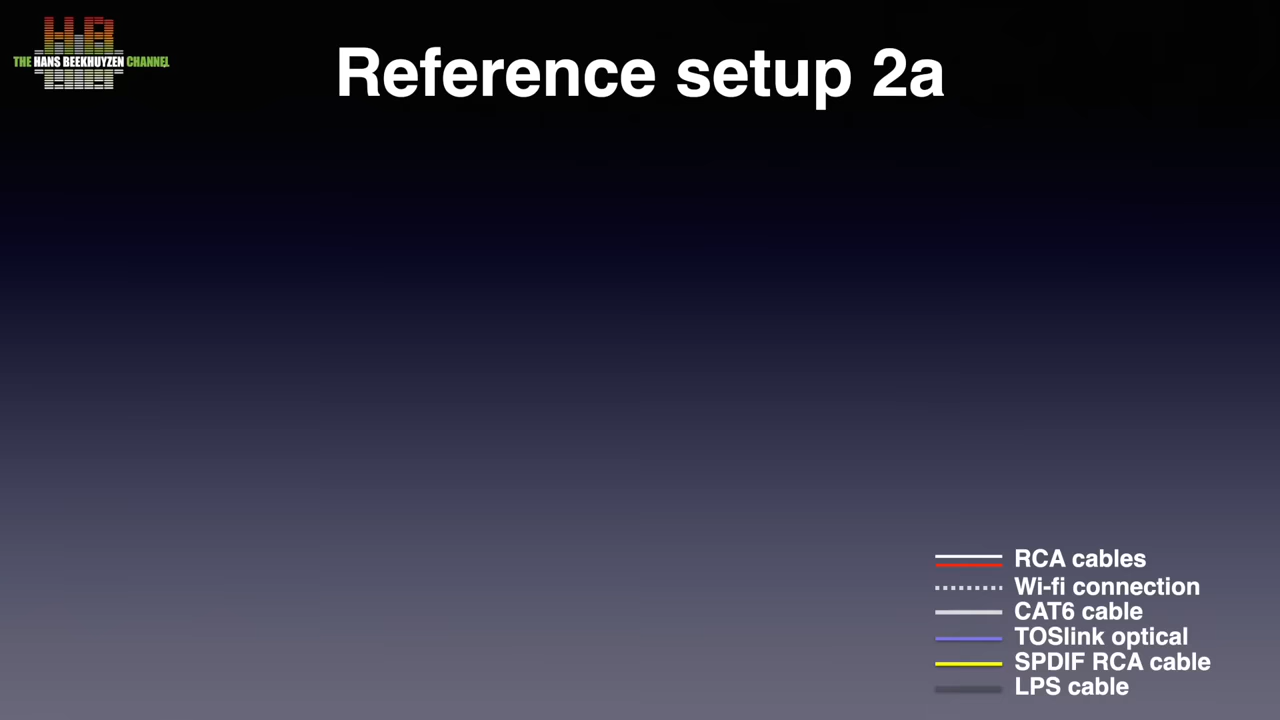 THE HANS BEEKHUYZEN CHANNEL
Reference setup 2a
RCA cables
Wi-fi connection
CAT6 cable
TOSlink optical
SPDIF RCA cable
LPS cable